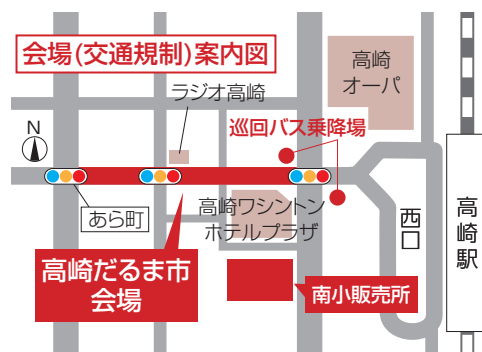 会場(交通規制)案内図
高崎
オーパ
ラジオ高崎
巡回バス乗降場
N
あら町
高崎ワシントン
ホテルプラザ
西口
高崎駅
高崎だるま市
会場
南小販売所